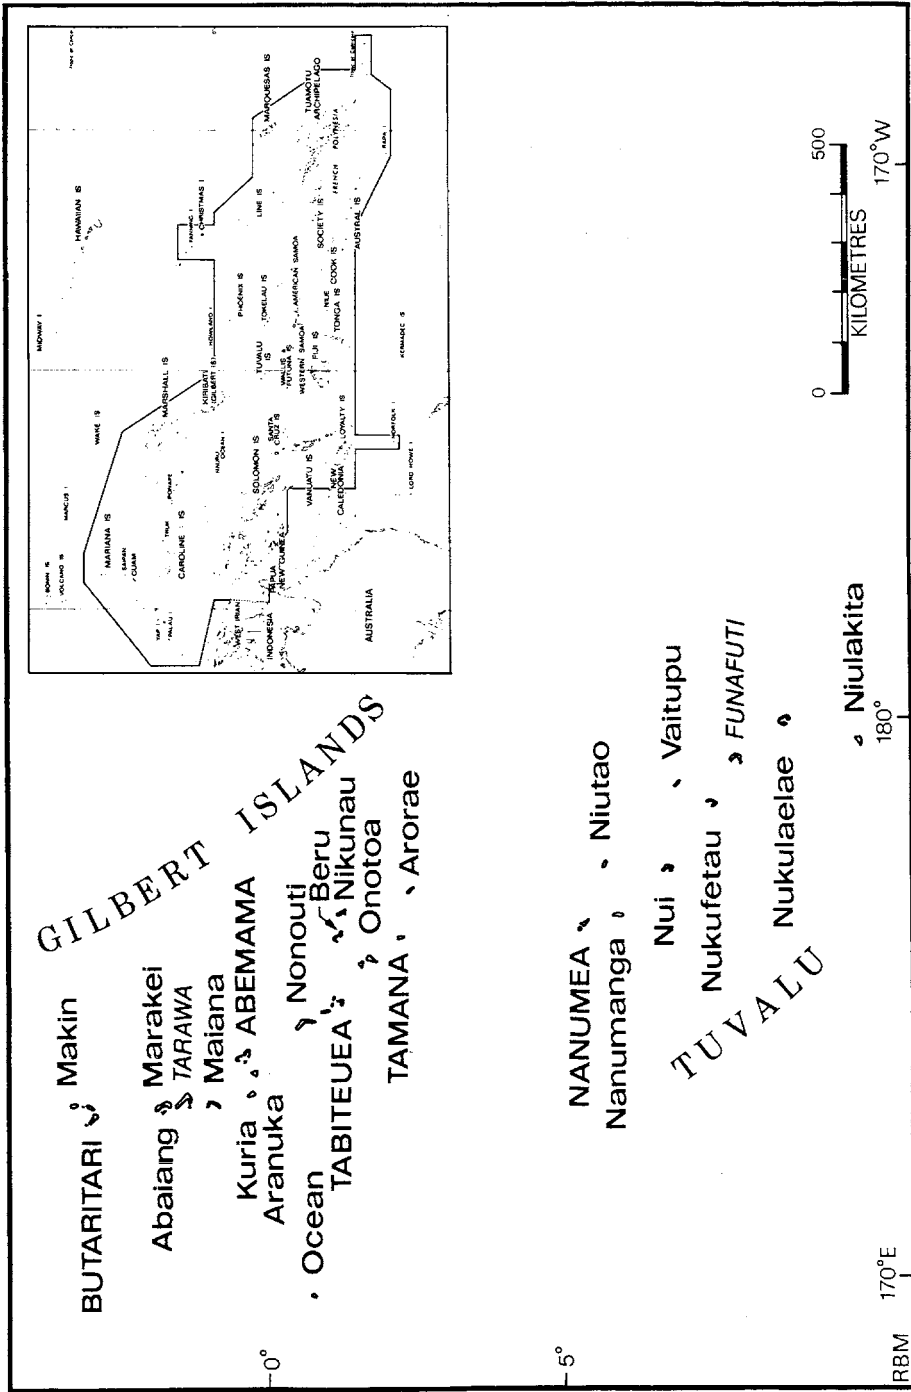 GILBERT ISLANDS
BUTARITARI
Makin
Abaiang
Marakei
TARAWA
Maiana
Kuria
ABEMAMA
Aranuka
Nonouti
Ocean
TABITEUEA
Beru
Nikunau
Onotoa
TAMANA
Arorae
NANUMEA
Niutao
Nanumanga
Nui
Vaitupu
Nukufetau
FUNAFUTI
Nukulaelae
Niulakita
TUVALU
0°
5°
170°E
180°
170°W
0
500
KILOMETRES
RBM
BONIN IS
VOLCANO IS
MARCUS I
WAKE IS
MIDWAY I
HAWAIIAN IS
MARIANA IS
SAIPAN
GUAM
YAP I
PALAU
TRUK
PONAPE
CAROLINE IS
MARSHALL IS
KIRIBATI
(GILBERT IS)
HOWLAND I
FANNING I
CHRISTMAS I
NAURU
OCEAN I
PHOENIX IS
LINE IS
MARQUESAS IS
WEST IRIAN
INDONESIA
PAPUA
NEW GUINEA
SOLOMON IS
SANTA
CRUZ IS
TUVALU
IS
TOKELAU IS
WALLIS &
FUTUNA IS
WESTERN SAMOA
AMERICAN SAMOA
SOCIETY IS
TUAMOTU
ARCHIPELAGO
FRENCH POLYNESIA
VANUATU IS
FIJI IS
NIUE
COOK IS
TONGA IS
NEW
CALEDONIA
LOYALTY IS
AUSTRAL IS
RAPA I
AUSTRALIA
NORFOLK I
LORD HOWE I
KERMADEC IS